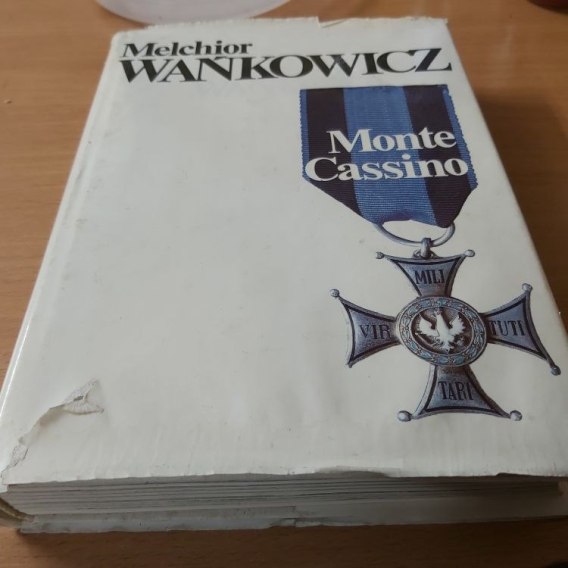 Melchior
WAŃKOWICZ
Monte
Cassino
MILI
VIR TUTI
TARI